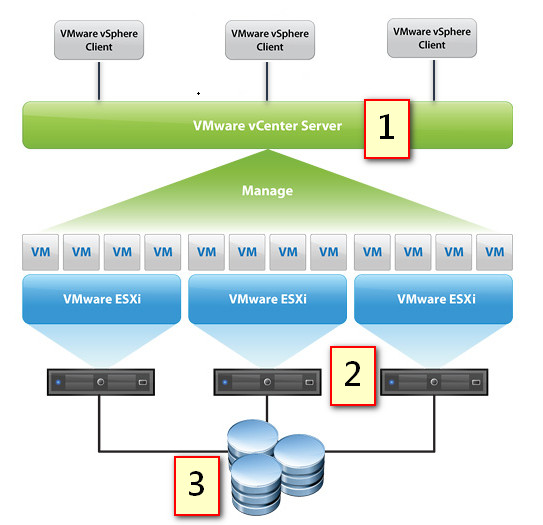 VMware vSphere
Client
VMware vSphere
Client
VMware vSphere
Client
VMware vCenter Server
1
Manage
VM VM VM VM VM VM VM VM VM VM VM VM
VMware ESXi VMware ESXi VMware ESXi
2
3